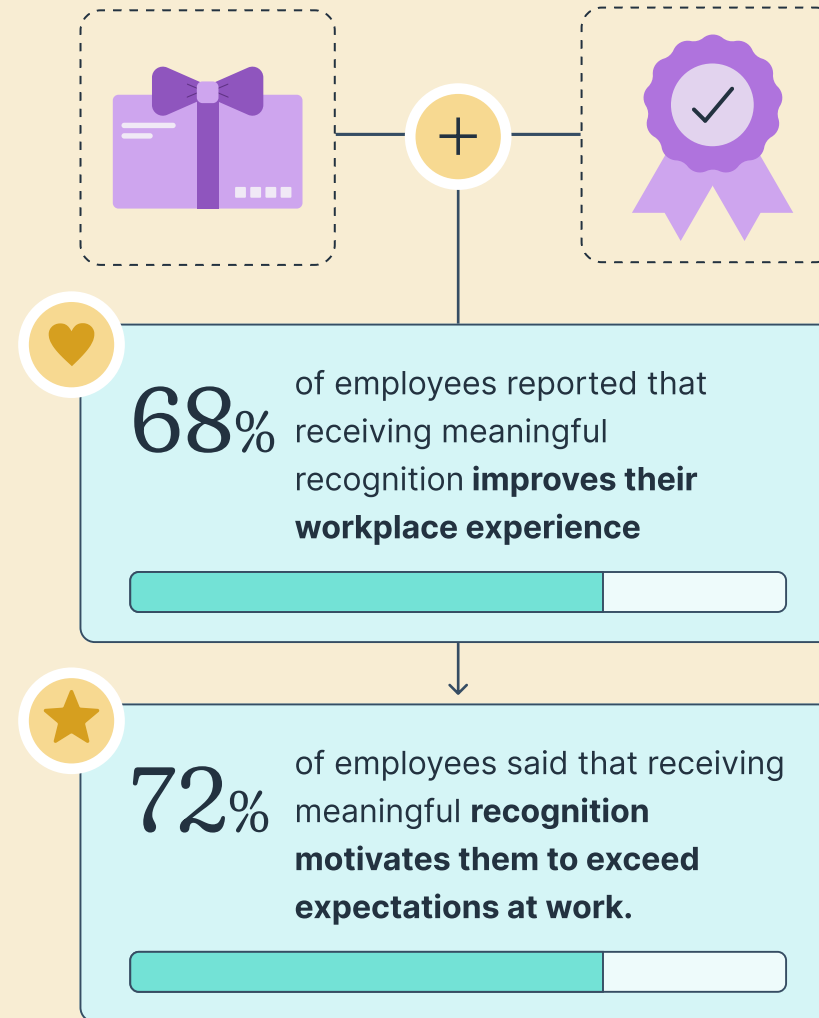 68%
of employees reported that
receiving meaningful
recognition improves their
workplace experience
72%
of employees said that receiving
meaningful recognition
motivates them to exceed
expectations at work.